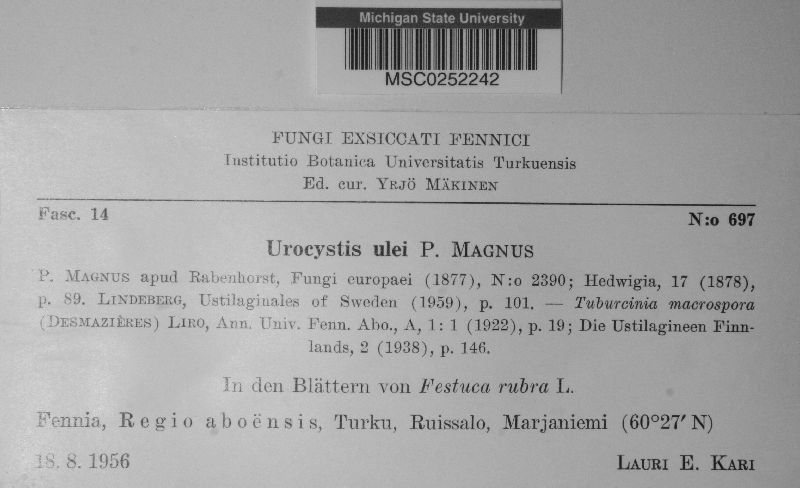 Michigan State University
MSC0252242
FUNGI EXSICCATI FENNICI
Institutio Botanica Universitatis Turkuensis
Ed. cur. YRJÖ MÄKINEN
Fasc. 14 N:o 697
Urocystis ulei P. MAGNUS
P. MAGNUS apud Rabenhorst, Fungi europaei (1877), N:o 2390; Hedwigia, 17 (1878),
p. 89. LINDEBERG, Ustilaginales of Sweden (1959), p. 101. — Tuburcinia macrospora
(DESMAZIÈRES) LIRO, Ann. Univ. Fenn. Abo., A, 1: 1 (1922), p. 19; Die Ustilagineen Finn-
lands, 2 (1938), p. 146.
In den Blättern von Festuca rubra L.
Fennia, Regio aboënsis, Turku, Ruissalo, Marjaniemi (60°27′ N)
18. 8. 1956 LAURI E. KARI